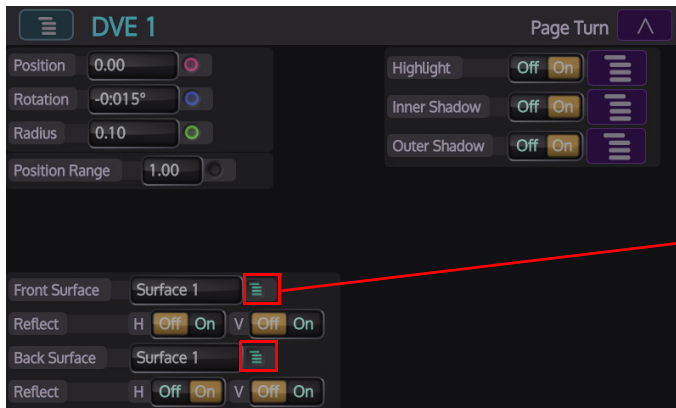 DVE 1 Page Turn
Position 0.00
Rotation -0:015°
Radius 0.10
Position Range 1.00
Highlight Off On
Inner Shadow Off On
Outer Shadow Off On
Front Surface Surface 1
Reflect H Off On V Off On
Back Surface Surface 1
Reflect H Off On V Off On